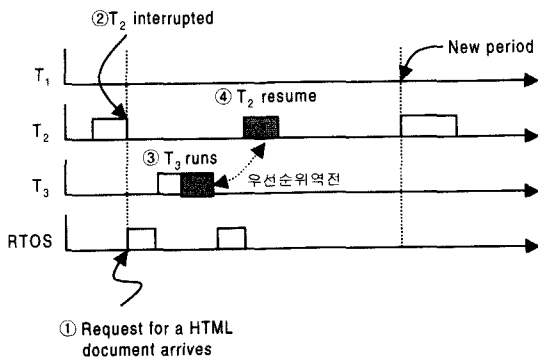 ②T₂ interrupted
New period
T₁
④ T₂ resume
T₂
③ T₃ runs
우선순위역전
T₃
RTOS
① Request for a HTML
document arrives